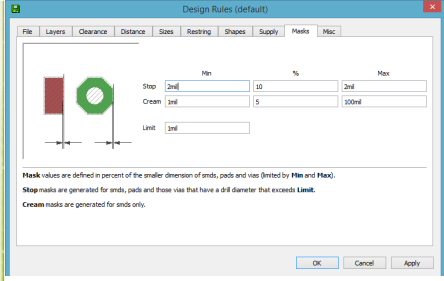 Design Rules (default)
File Layers Clearance Distance Sizes Restring Shapes Supply Masks Misc
Min % Max
Stop 2mil 10 2mil
Cream 1mil 5 100mil
Limit 1mil
Mask values are defined in percent of the smaller dimension of smds, pads and vias (limited by Min and Max).
Stop masks are generated for smds, pads and those vias that have a drill diameter that exceeds Limit.
Cream masks are generated for smds only.
OK Cancel Apply